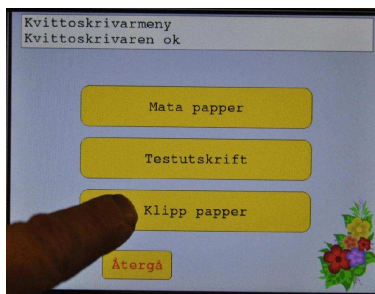 Kvittoskrivarmeny
Kvittoskrivaren ok
Mata papper
Testutskrift
Klipp papper
Återgå